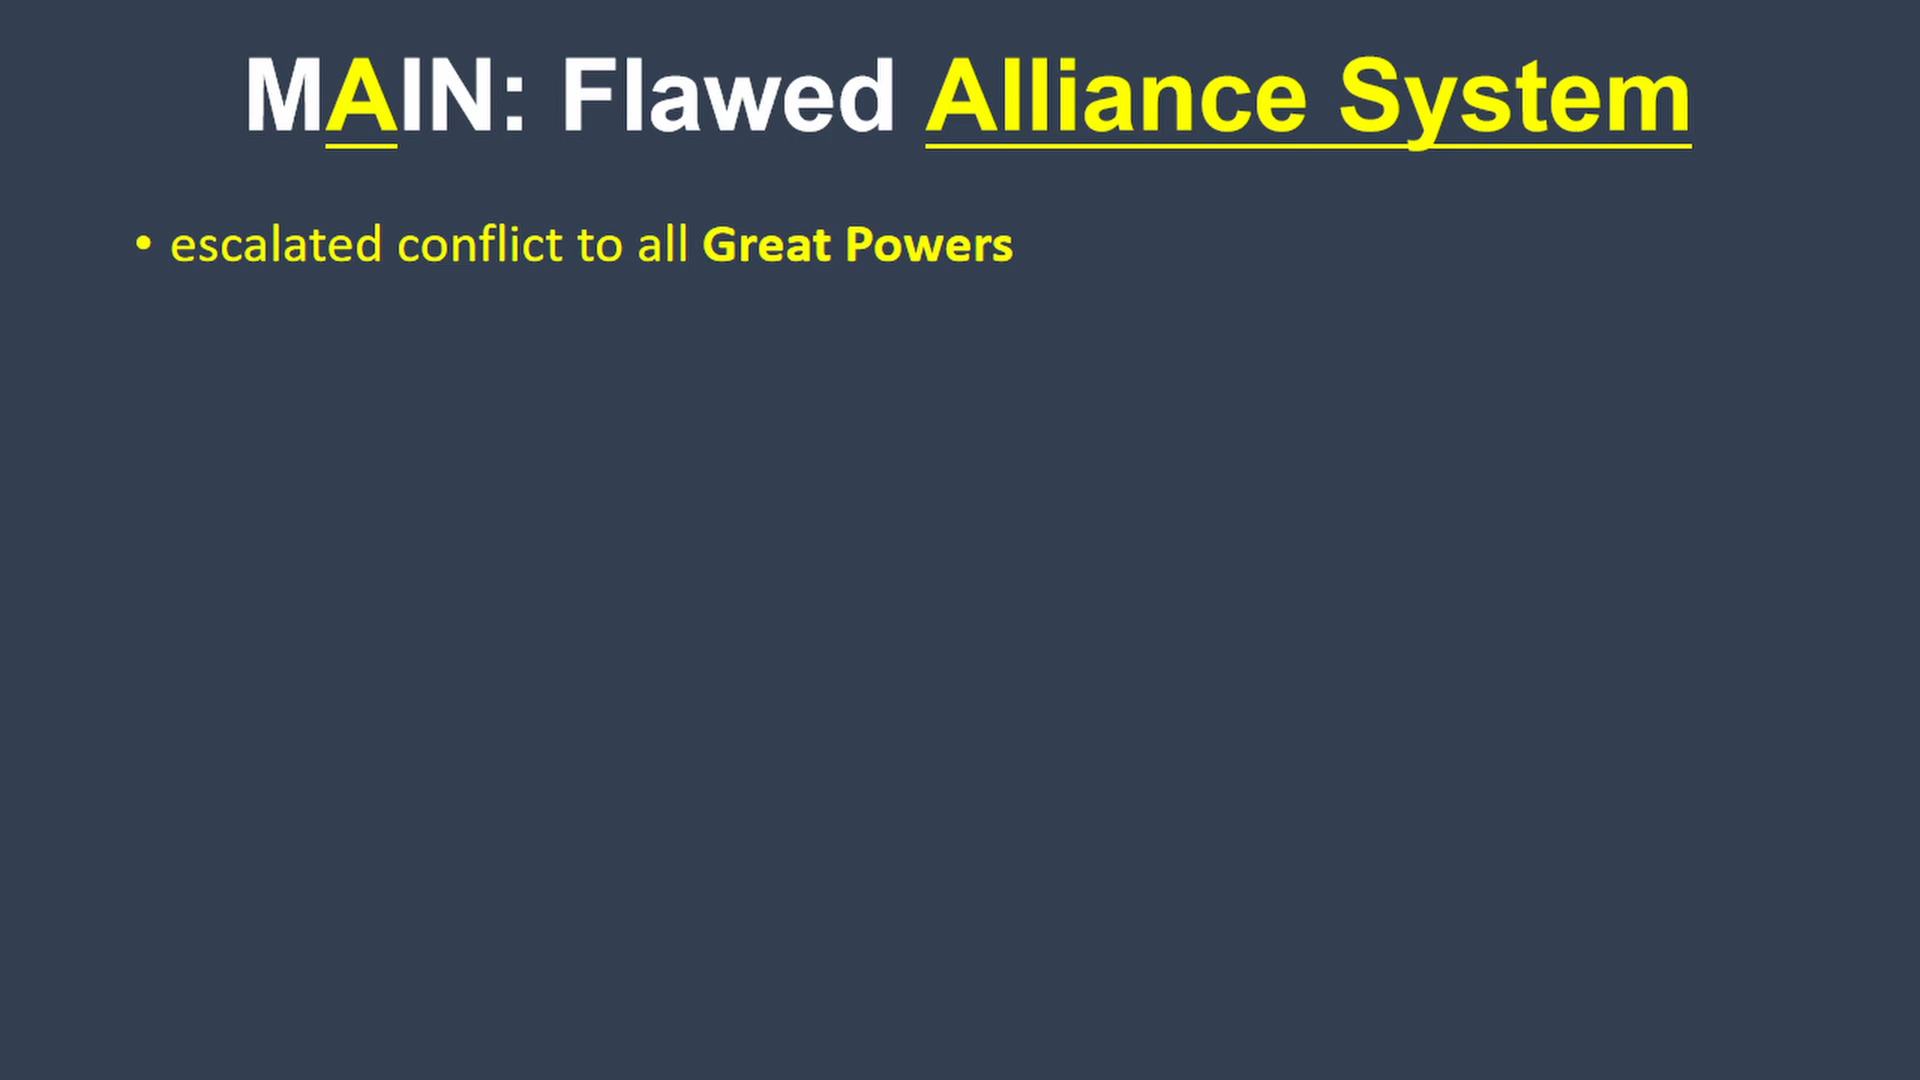 MAIN: Flawed Alliance System
• escalated conflict to all Great Powers